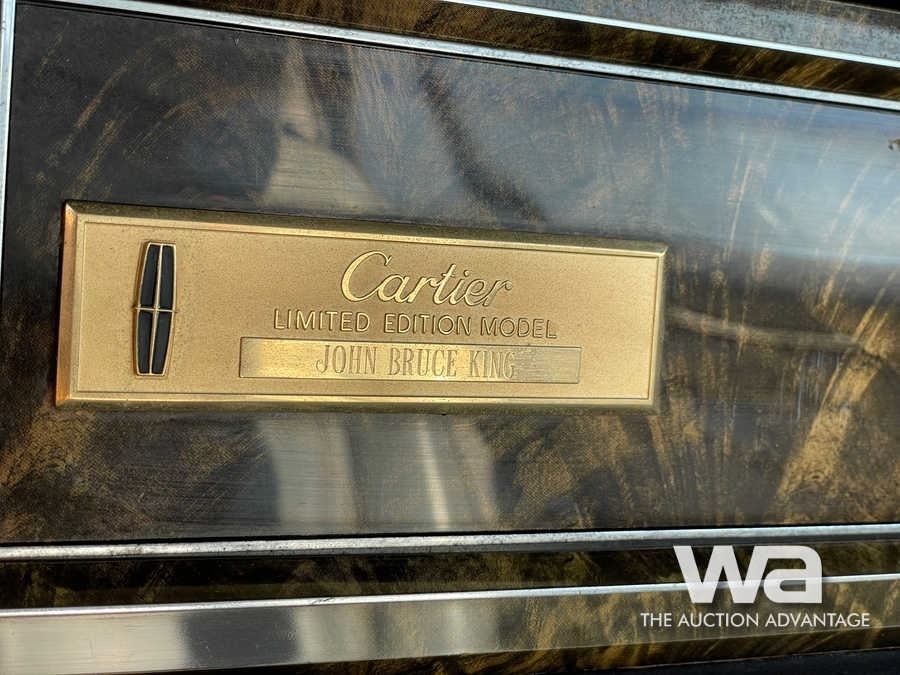 Cartier
LIMITED EDITION MODEL
JOHN BRUCE KING
wa
THE AUCTION ADVANTAGE